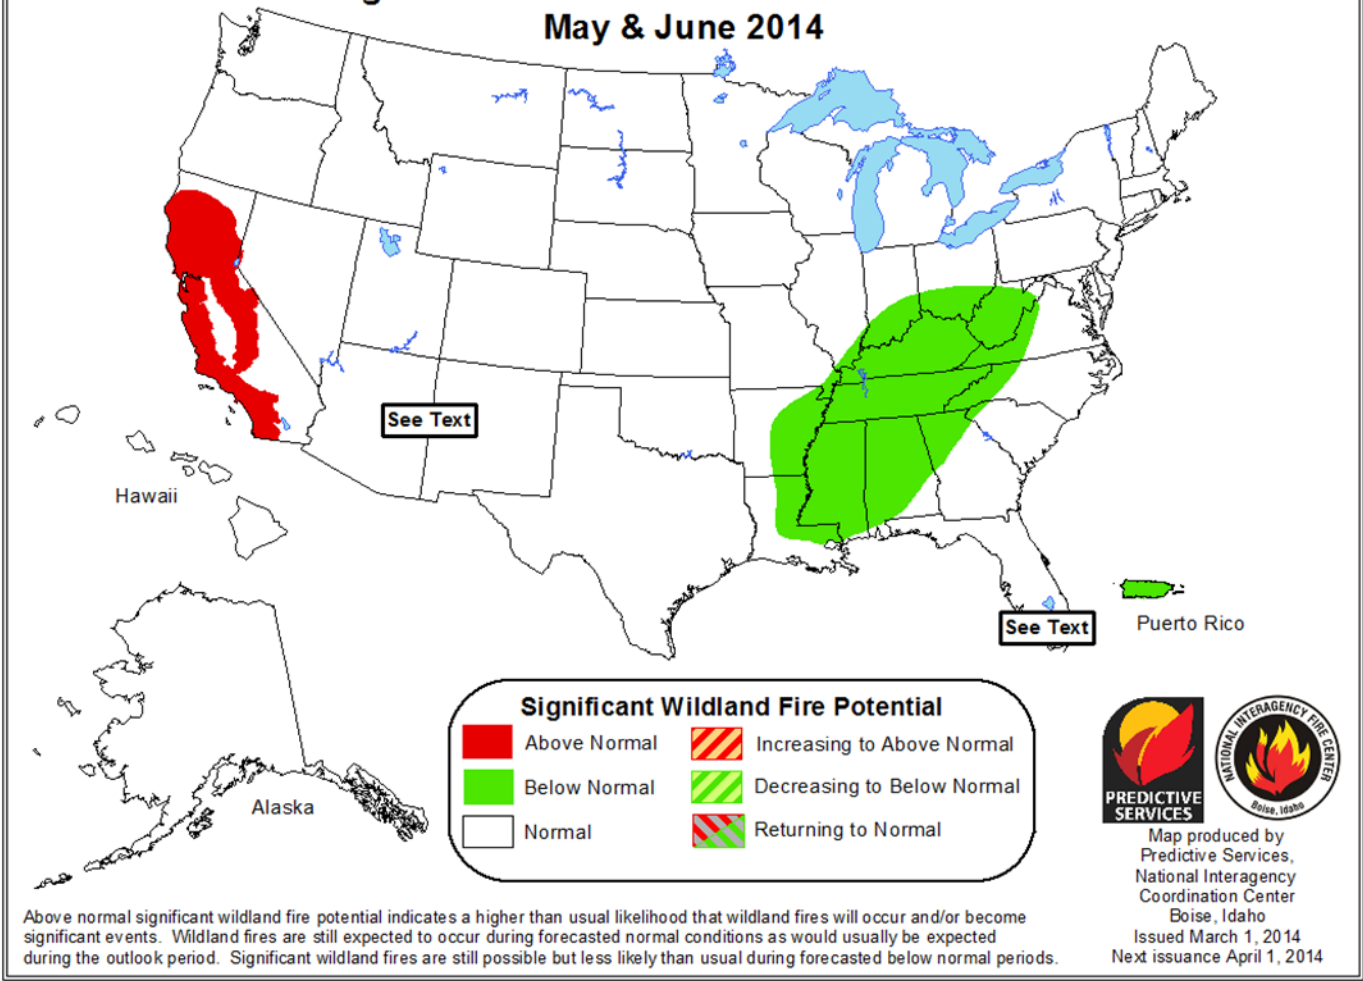 May & June 2014
See Text
Hawaii
See Text
Puerto Rico
Alaska
Significant Wildland Fire Potential
Above Normal
Increasing to Above Normal
Below Normal
Decreasing to Below Normal
Normal
Returning to Normal
PREDICTIVE
SERVICES
NATIONAL INTERAGENCY FIRE CENTER
Boise, Idaho
Map produced by
Predictive Services,
National Interagency
Coordination Center
Boise, Idaho
Issued March 1, 2014
Next issuance April 1, 2014
Above normal significant wildland fire potential indicates a higher than usual likelihood that wildland fires will occur and/or become
significant events.  Wildland fires are still expected to occur during forecasted normal conditions as would usually be expected
during the outlook period.  Significant wildland fires are still possible but less likely than usual during forecasted below normal periods.